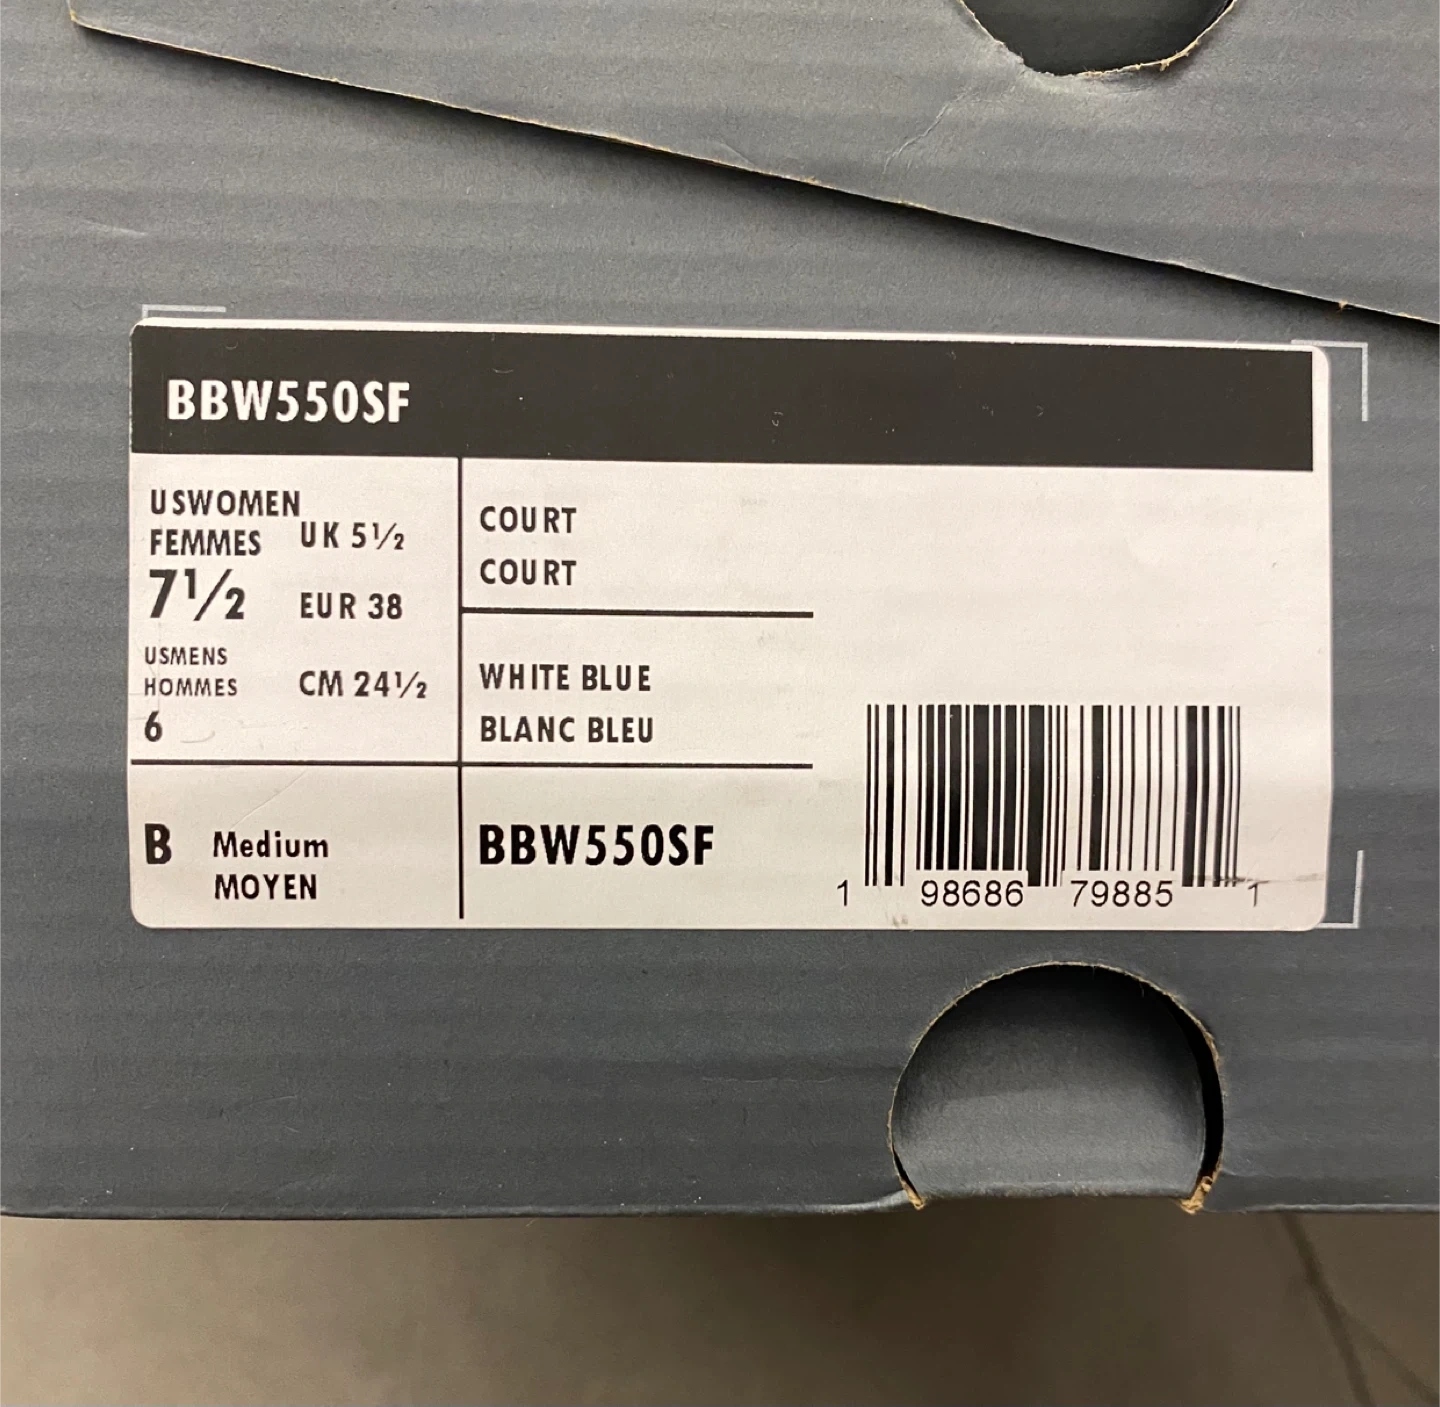 BBW550SF
USWOMEN
FEMMES
7½
UK 5½
EUR 38
USMENS
HOMMES
6
CM 24½
COURT
COURT
WHITE BLUE
BLANC BLEU
B Medium
MOYEN
BBW550SF
1 98686 79885 1